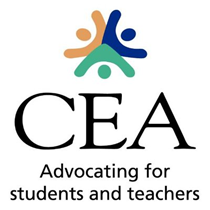 CEA
Advocating for
students and teachers